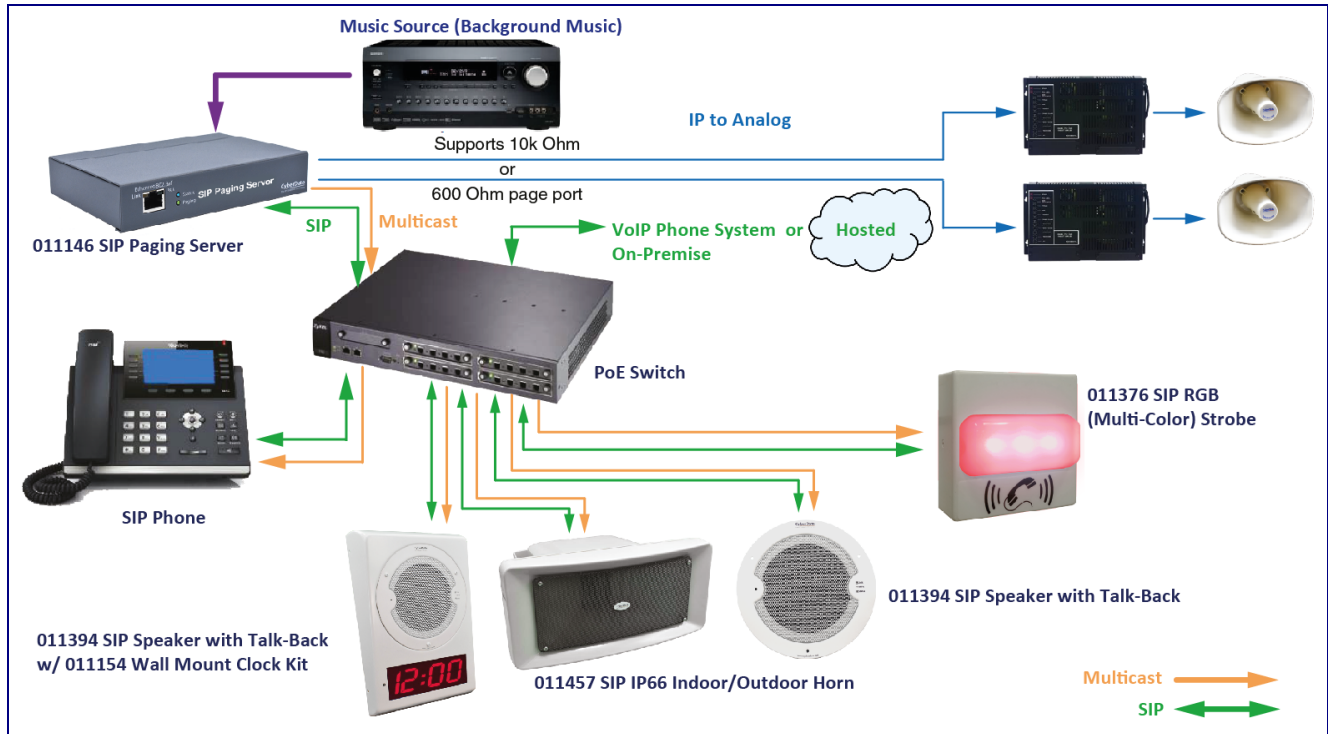 Music Source (Background Music)
IP to Analog
Supports 10k Ohm
or
600 Ohm page port
SIP Paging Server
CyberData
011146 SIP Paging Server
SIP
Multicast
VoIP Phone System or
On-Premise
Hosted
PoE Switch
SIP Phone
011376 SIP RGB
(Multi-Color) Strobe
011394 SIP Speaker with Talk-Back
w/ 011154 Wall Mount Clock Kit
12:00
011457 SIP IP66 Indoor/Outdoor Horn
011394 SIP Speaker with Talk-Back
Multicast
SIP